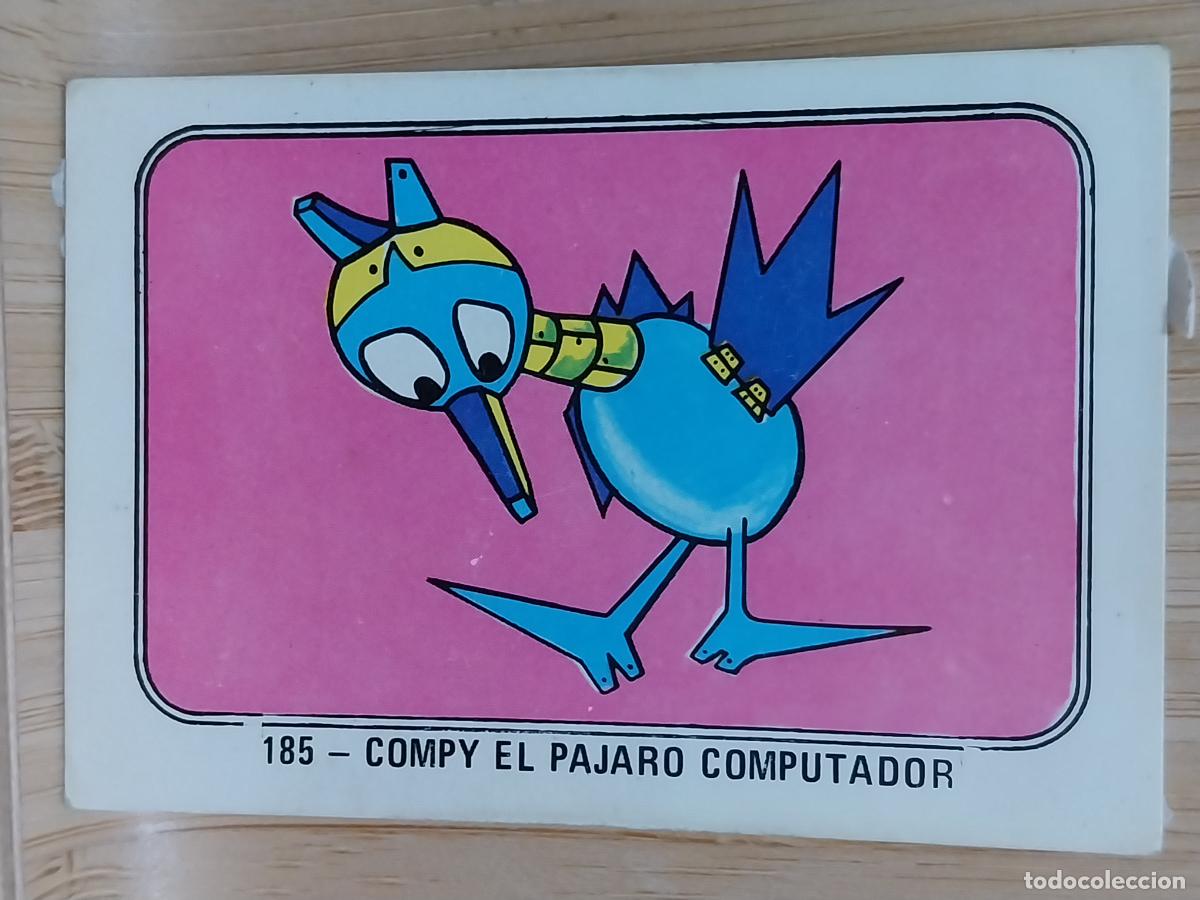 185 – COMPY EL PAJARO COMPUTADOR
todocoleccion